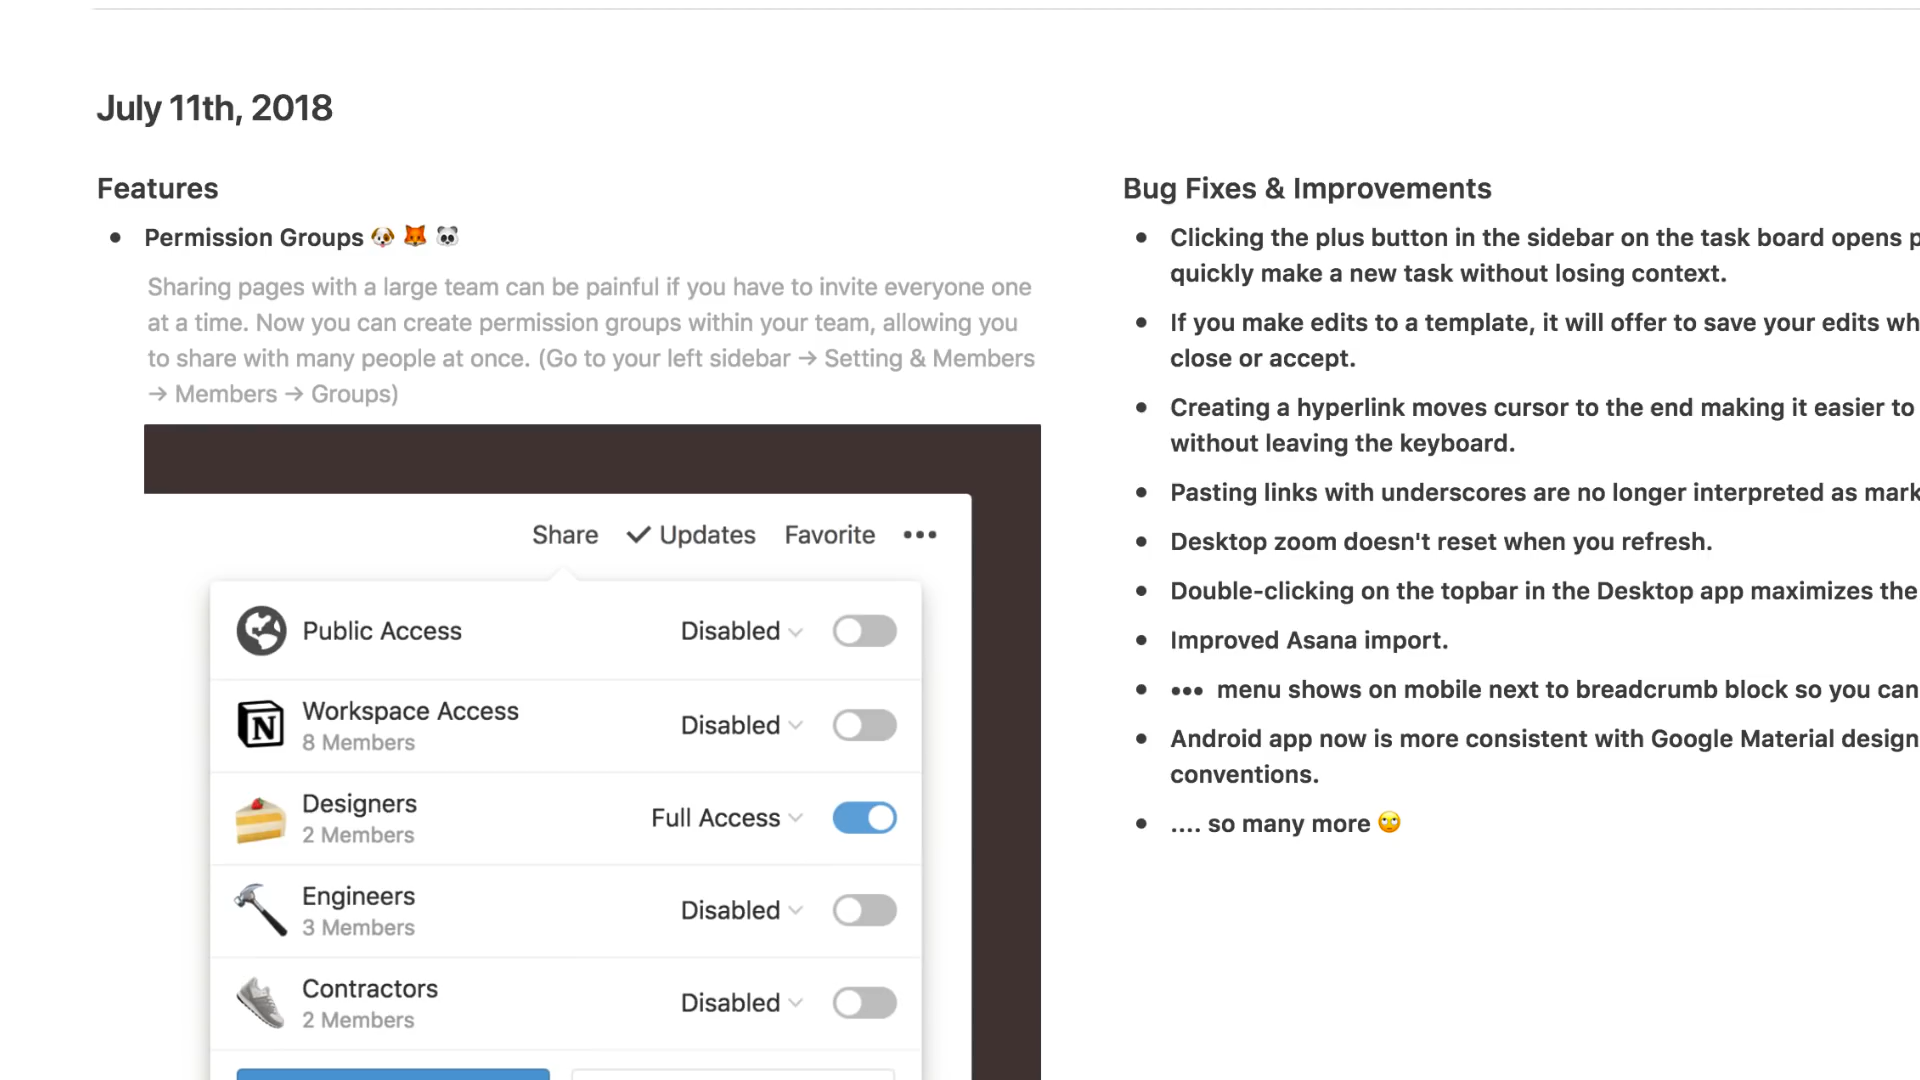 July 11th, 2018
Features
Permission Groups 🐶 🦊 🐼
Sharing pages with a large team can be painful if you have to invite everyone one
at a time. Now you can create permission groups within your team, allowing you
to share with many people at once. (Go to your left sidebar → Setting & Members
→ Members → Groups)
Share ✓ Updates Favorite •••
Public Access Disabled
Workspace Access Disabled
8 Members
Designers Full Access
2 Members
Engineers Disabled
3 Members
Contractors Disabled
2 Members
Bug Fixes & Improvements
Clicking the plus button in the sidebar on the task board opens
quickly make a new task without losing context.
If you make edits to a template, it will offer to save your edits
close or accept.
Creating a hyperlink moves cursor to the end making it easier to
without leaving the keyboard.
Pasting links with underscores are no longer interpreted as
Desktop zoom doesn't reset when you refresh.
Double-clicking on the topbar in the Desktop app maximizes the
Improved Asana import.
••• menu shows on mobile next to breadcrumb block so you can
Android app now is more consistent with Google Material design
conventions.
.... so many more 🙄